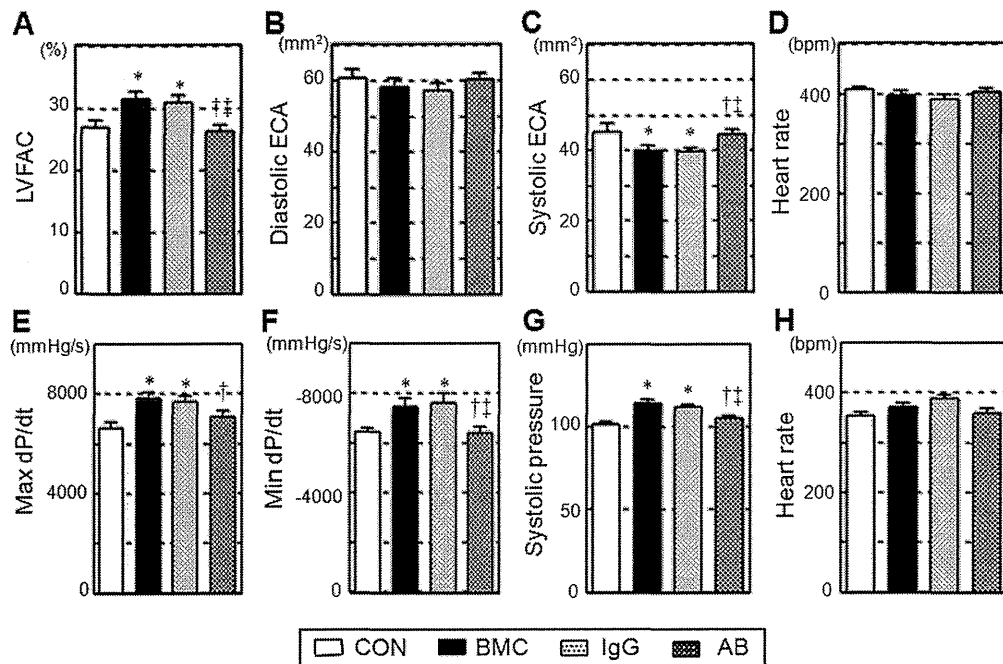 A
(%)
LVFAC
30
20
10
0
*
*
†‡
B
(mm²)
Diastolic ECA
60
40
20
0
C
(mm²)
Systolic ECA
60
60
40
20
0
*
*
†‡
D
(bpm)
Heart rate
400
200
0
E
(mmHg/s)
Max dP/dt
8000
4000
0
*
*
†
F
(mmHg/s)
Min dP/dt
-8000
-4000
0
*
*
†‡
G
(mmHg)
Systolic pressure
100
50
0
*
*
†‡
H
(bpm)
Heart rate
400
200
0
CON BMC IgG AB